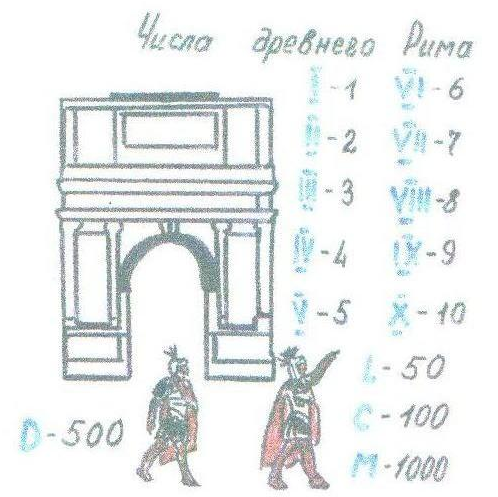 Числа древнего Рима
I - 1 VI - 6
II - 2 VII - 7
III - 3 VIII - 8
IV - 4 IX - 9
V - 5 X - 10
L - 50
D - 500 C - 100
M - 1000